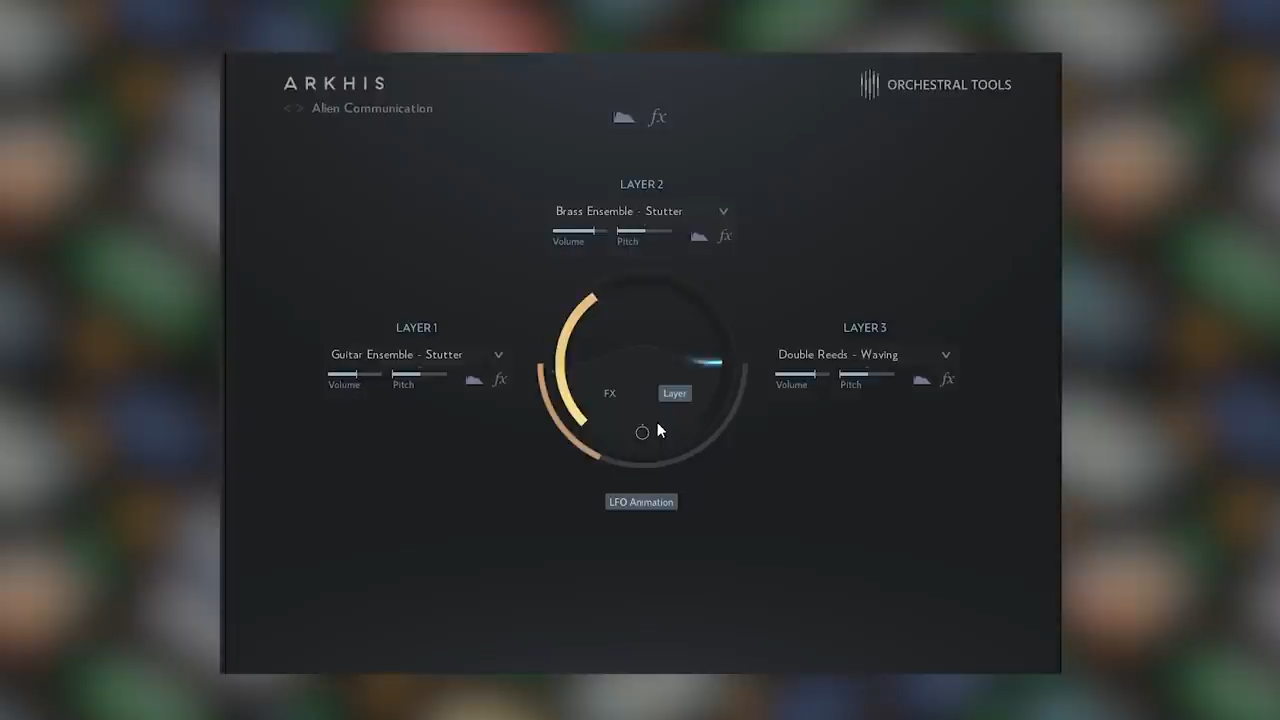 ARKHIS
ORCHESTRAL TOOLS
< > Alien Communication
fx
LAYER 2
Brass Ensemble - Stutter
Volume Pitch fx
LAYER 1
Guitar Ensemble - Stutter
Volume Pitch fx
LAYER 3
Double Reeds - Waving
Volume Pitch fx
FX Layer
LFO Animation